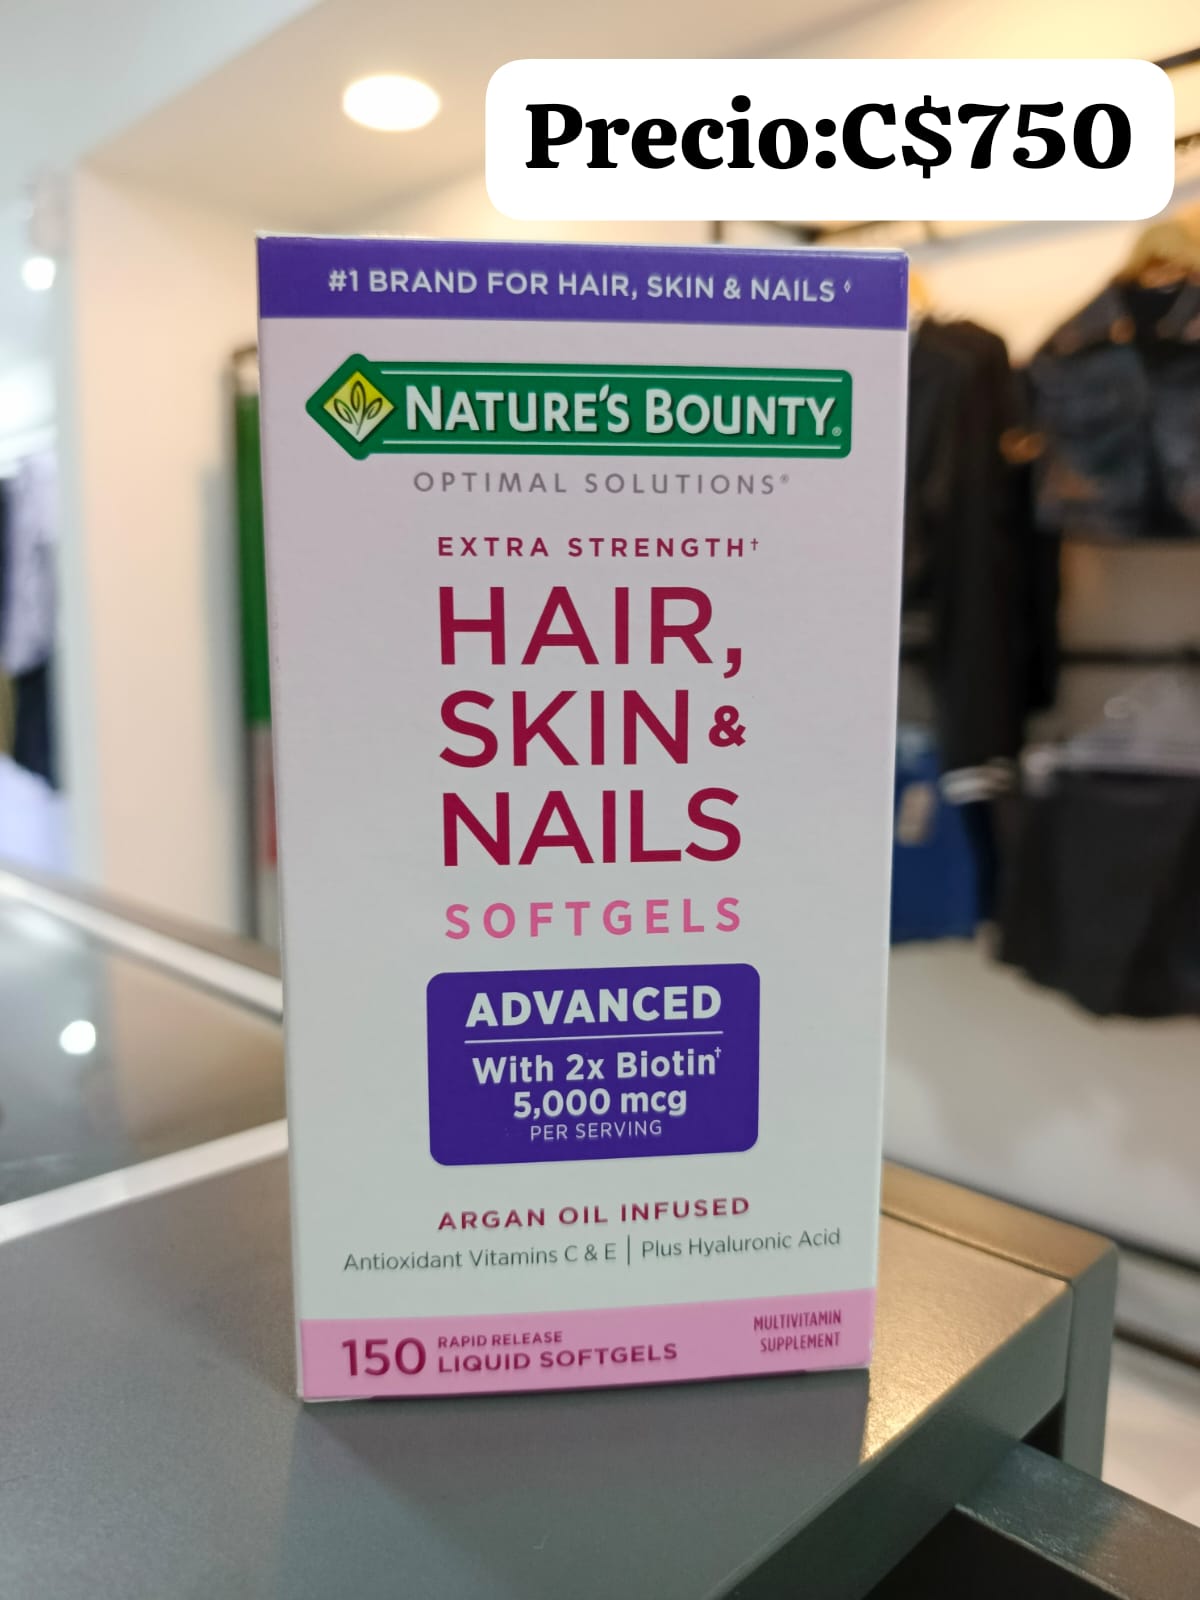 Precio:C$750
#1 BRAND FOR HAIR, SKIN & NAILS ◊
NATURE'S BOUNTY®
OPTIMAL SOLUTIONS®
EXTRA STRENGTH†
HAIR,
SKIN &
NAILS
SOFTGELS
ADVANCED
With 2x Biotin†
5,000 mcg
PER SERVING
ARGAN OIL INFUSED
Antioxidant Vitamins C & E | Plus Hyaluronic Acid
150 RAPID RELEASE
LIQUID SOFTGELS
MULTIVITAMIN
SUPPLEMENT